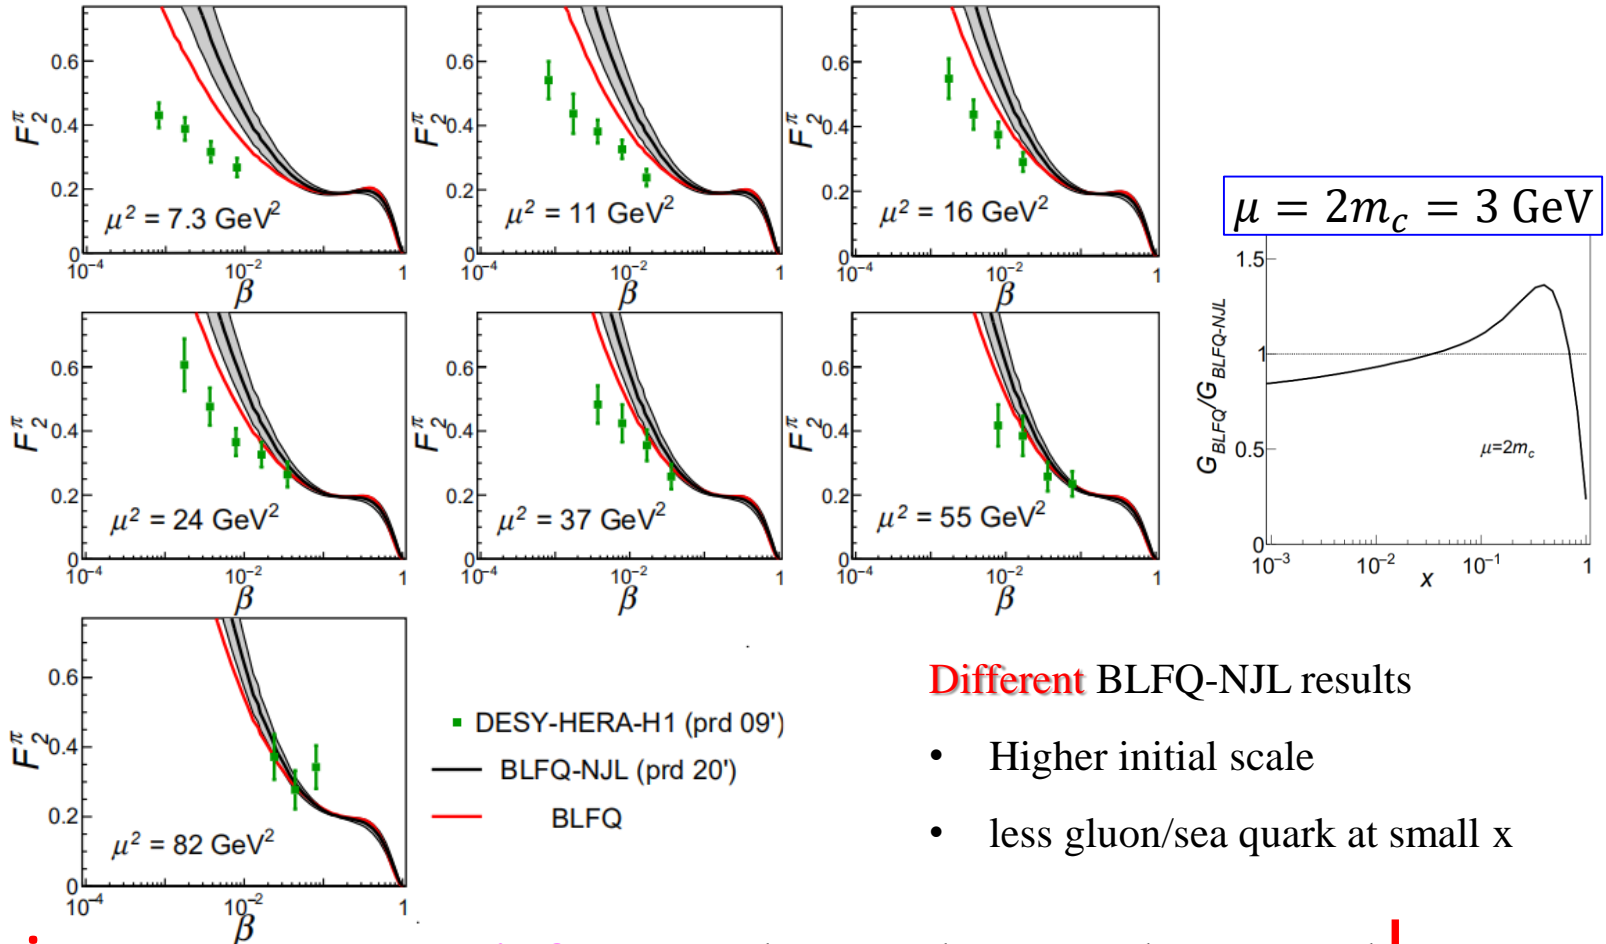 0.6
0.4
0.2
0
F₂^π
μ² = 7.3 GeV²
10⁻⁴
10⁻²
1
β
0.6
0.4
0.2
0
F₂^π
μ² = 11 GeV²
10⁻⁴
10⁻²
1
β
0.6
0.4
0.2
0
F₂^π
μ² = 16 GeV²
10⁻⁴
10⁻²
1
β
μ = 2m_c = 3 GeV
1.5
1
0.5
0
G_BLFQ/G_BLFQ-NJL
μ=2m_c
10⁻³
10⁻²
10⁻¹
1
x
0.6
0.4
0.2
0
F₂^π
μ² = 24 GeV²
10⁻⁴
10⁻²
1
β
0.6
0.4
0.2
0
F₂^π
μ² = 37 GeV²
10⁻⁴
10⁻²
1
β
0.6
0.4
0.2
0
F₂^π
μ² = 55 GeV²
10⁻⁴
10⁻²
1
β
0.6
0.4
0.2
0
F₂^π
μ² = 82 GeV²
10⁻⁴
10⁻²
1
β
DESY-HERA-H1 (prd 09')
BLFQ-NJL (prd 20')
BLFQ
Different BLFQ-NJL results
• Higher initial scale
• less gluon/sea quark at small x